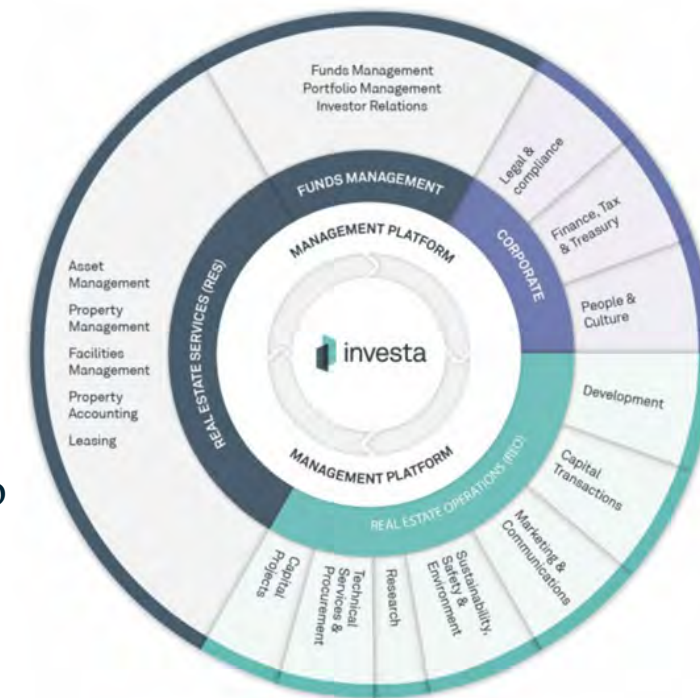 Funds Management
Portfolio Management
Investor Relations
FUNDS MANAGEMENT
Legal &
compliance
Finance, Tax
& Treasury
People &
Culture
CORPORATE
MANAGEMENT PLATFORM
investa
MANAGEMENT PLATFORM
REAL ESTATE SERVICES (RES)
Asset
Management
Property
Management
Facilities
Management
Property
Accounting
Leasing
REAL ESTATE OPERATIONS (REO)
Development
Capital
Transactions
Marketing &
Communications
Sustainability,
Safety &
Environment
Research
Technical
Services &
Procurement
Capital
Projects